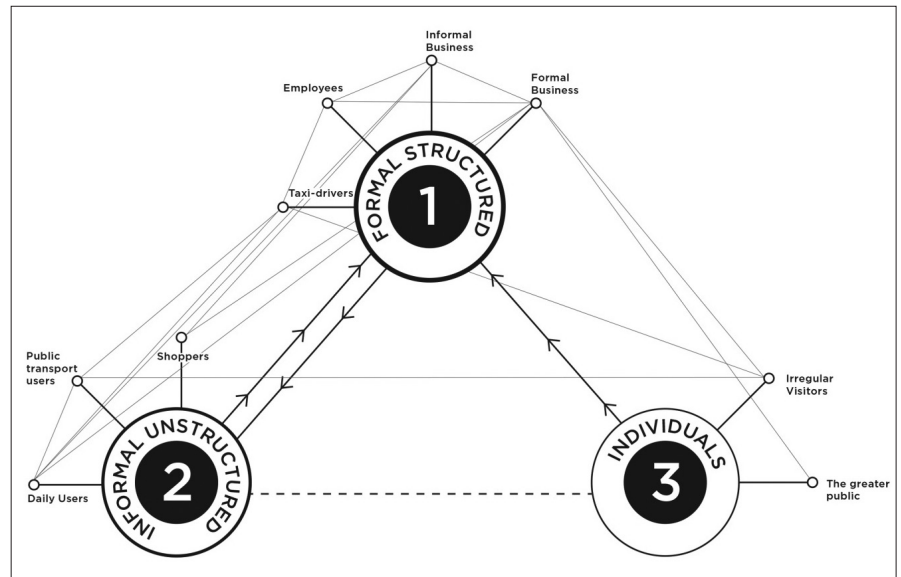 Informal
Business
Employees
Formal
Business
Taxi-drivers
FORMAL STRUCTURED
1
Public
transport
users
Shoppers
Irregular
Visitors
INFORMAL UNSTRUCTURED
2
INDIVIDUALS
3
Daily Users
The greater
public